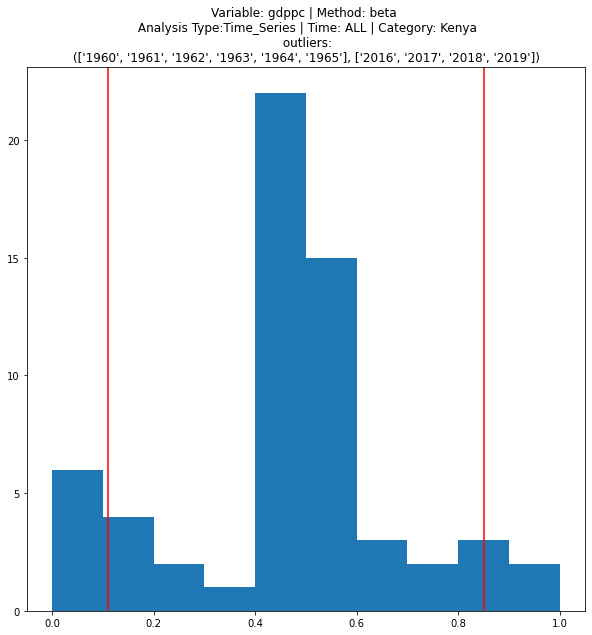 Variable: gdppc | Method: beta
Analysis Type:Time_Series | Time: ALL | Category: Kenya
outliers:
(['1960', '1961', '1962', '1963', '1964', '1965'], ['2016', '2017', '2018', '2019'])
20
15
10
5
0
0.0 0.2 0.4 0.6 0.8 1.0